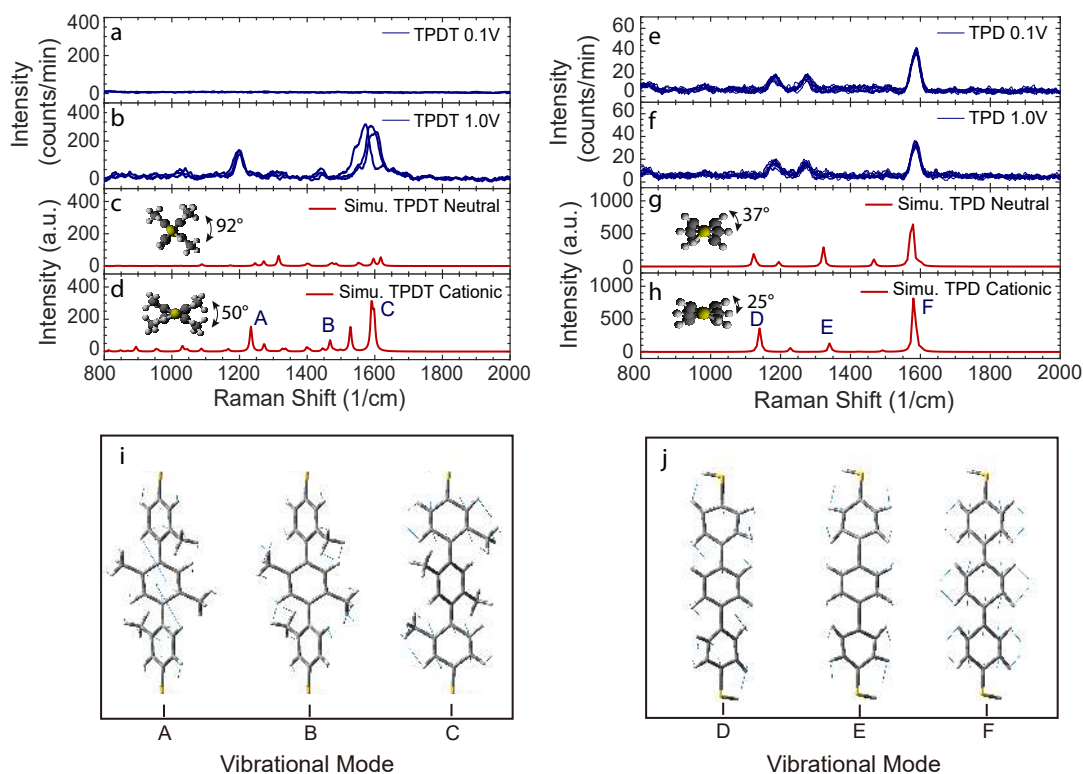 a
TPDT 0.1V
400
200
0
b
TPDT 1.0V
400
200
0
Intensity
(counts/min)
c
92°
Simu. TPDT Neutral
400
200
0
d
50°
A
B
C
Simu. TPDT Cationic
400
200
0
Intensity (a.u.)
800 1000 1200 1400 1600 1800 2000
Raman Shift (1/cm)
e
TPD 0.1V
60
40
20
0
f
TPD 1.0V
60
40
20
0
Intensity
(counts/min)
g
37°
Simu. TPD Neutral
1000
500
0
h
25°
D
E
F
Simu. TPD Cationic
1000
500
0
Intensity (a.u.)
800 1000 1200 1400 1600 1800 2000
Raman Shift (1/cm)
i
A B C
Vibrational Mode
j
D E F
Vibrational Mode